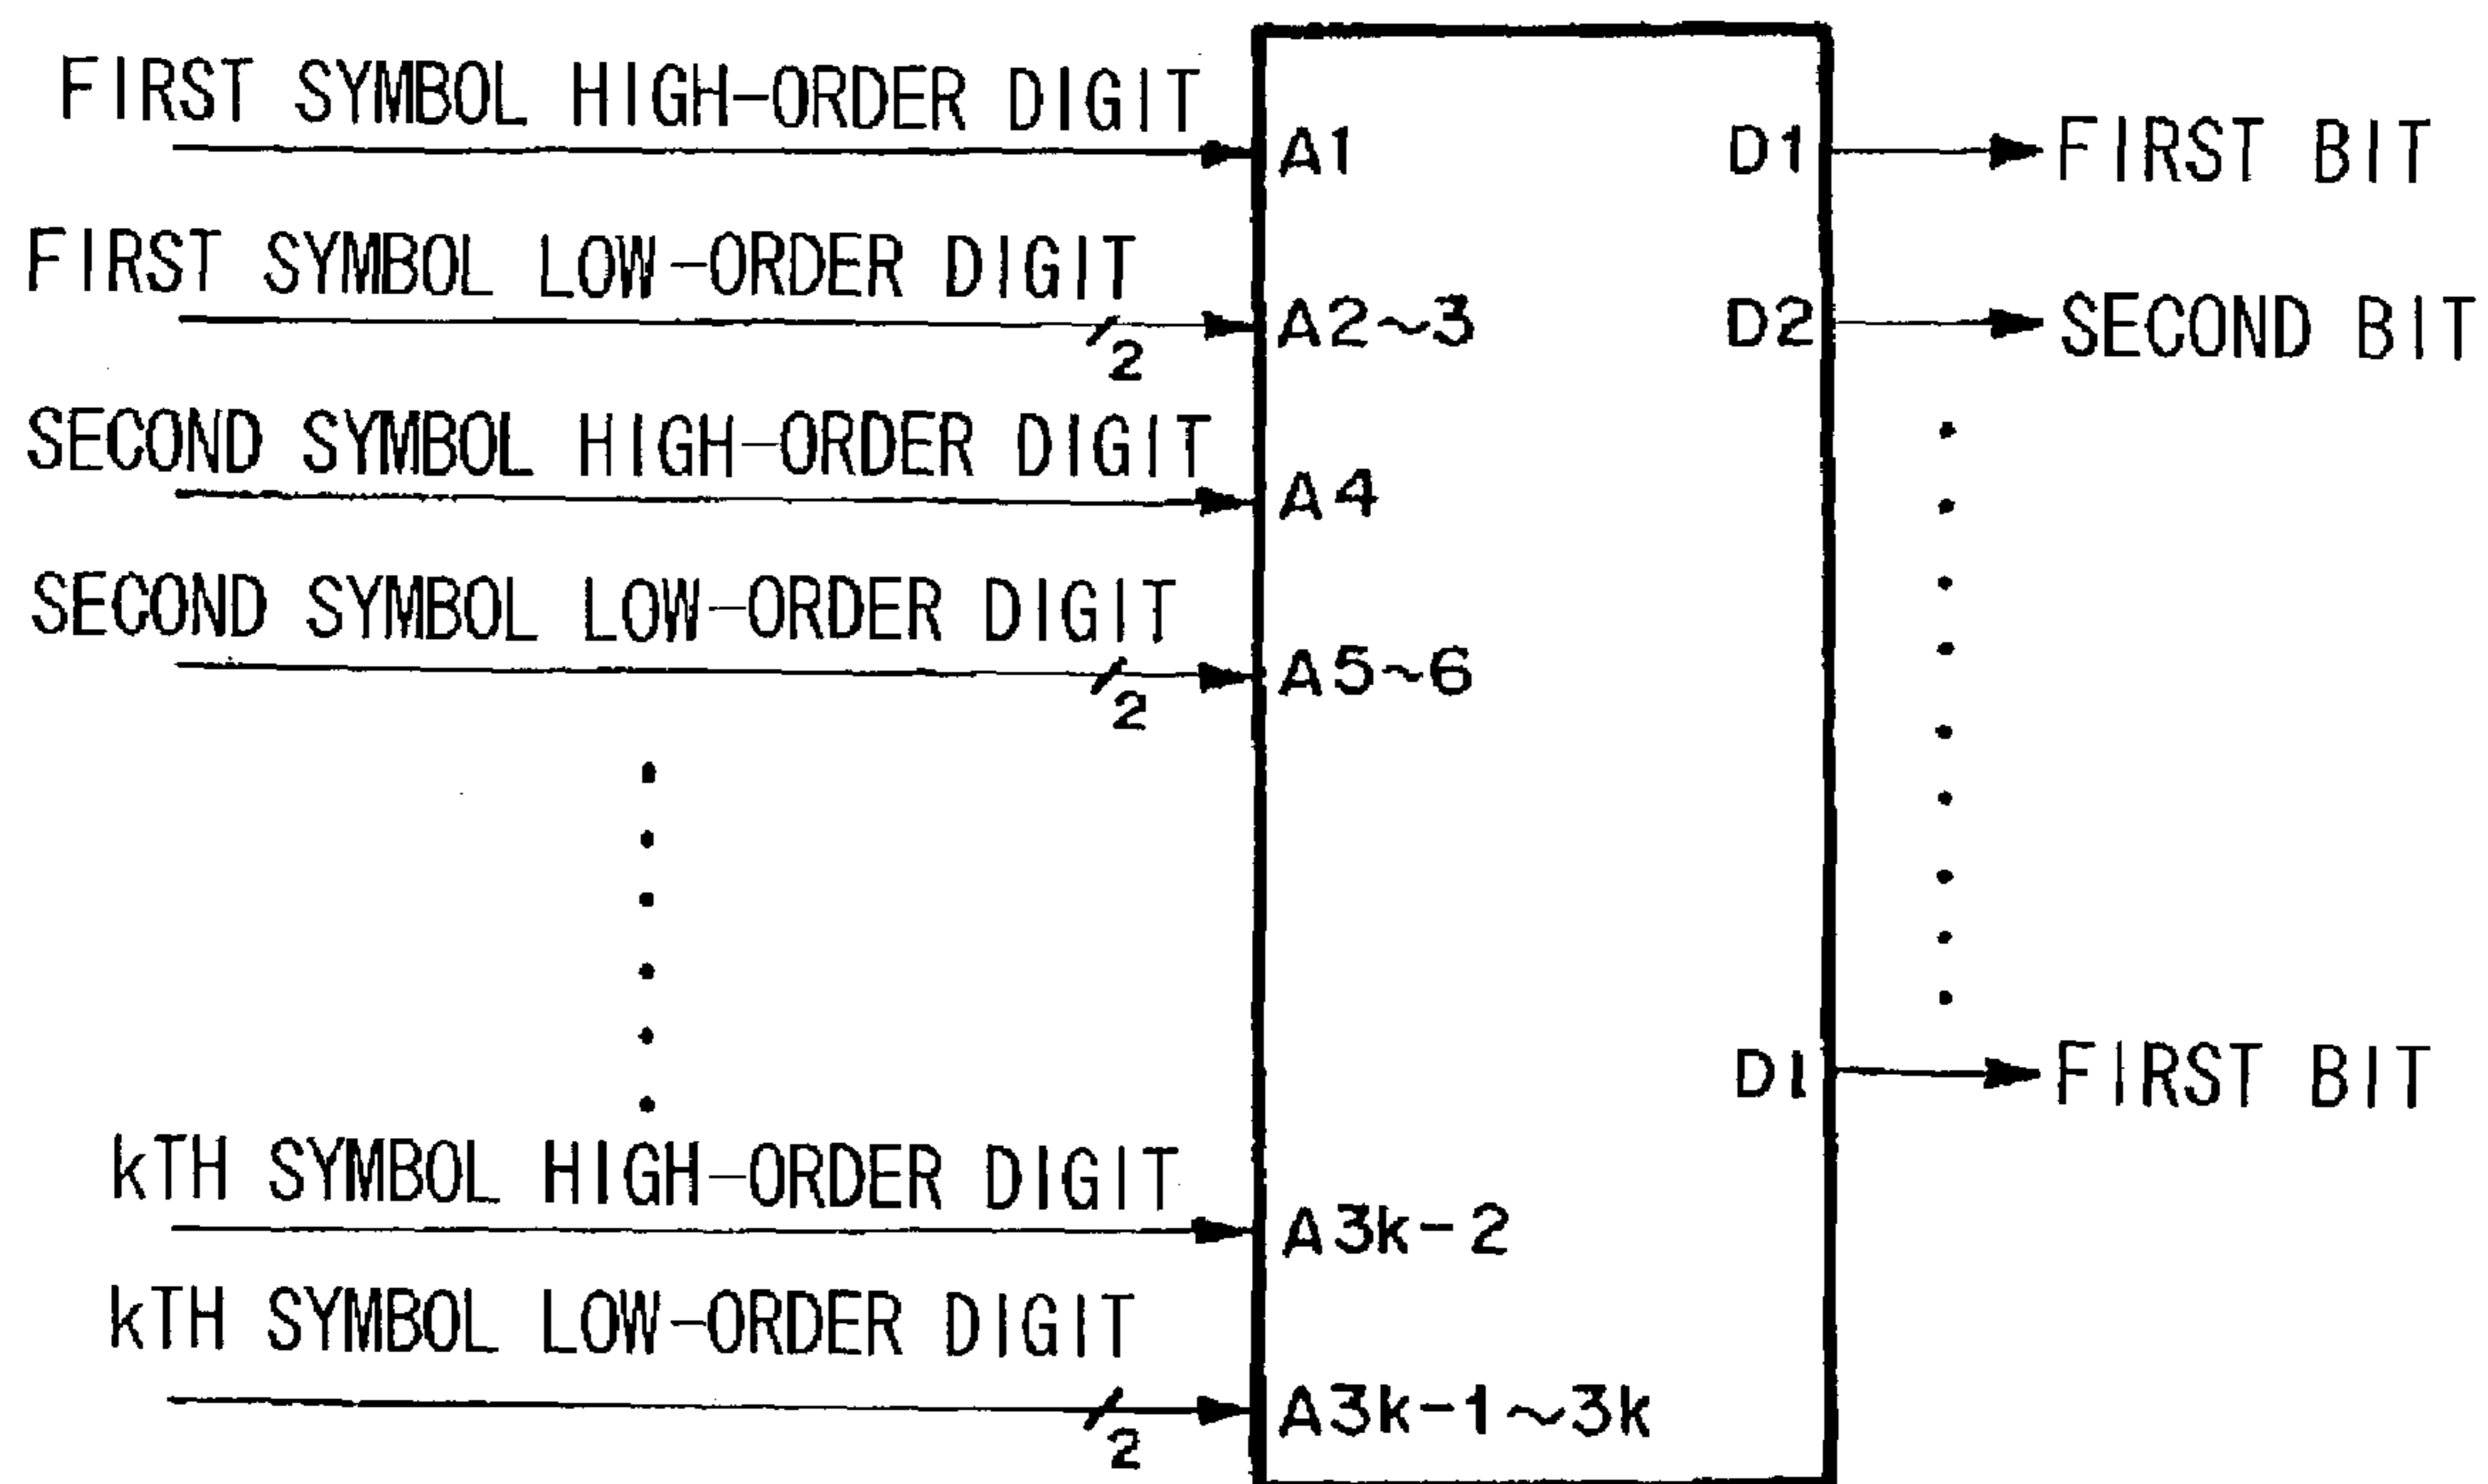 FIRST SYMBOL HIGH-ORDER DIGIT
A1
D1
FIRST BIT
FIRST SYMBOL LOW-ORDER DIGIT
2
A2~3
D2
SECOND BIT
SECOND SYMBOL HIGH-ORDER DIGIT
A4
SECOND SYMBOL LOW-ORDER DIGIT
2
A5~6
Dl
FIRST BIT
kTH SYMBOL HIGH-ORDER DIGIT
A3k-2
kTH SYMBOL LOW-ORDER DIGIT
2
A3k-1~3k